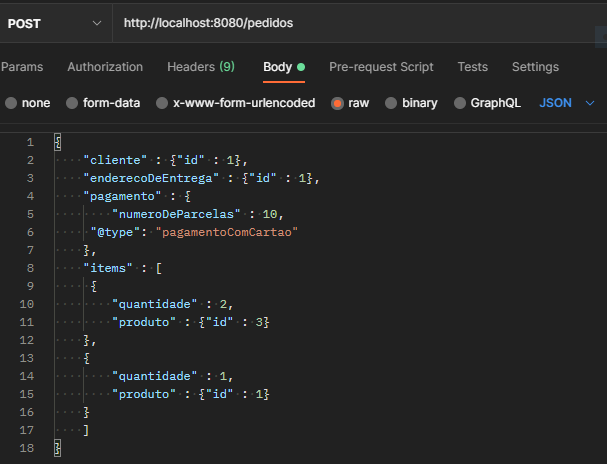 POST http://localhost:8080/pedidos
Params Authorization Headers (9) Body Pre-request Script Tests Settings
none form-data x-www-form-urlencoded raw binary GraphQL JSON
1 {
2 "cliente" : {"id" : 1},
3 "enderecoDeEntrega" : {"id" : 1},
4 "pagamento" : {
5 "numeroDeParcelas" : 10,
6 "@type": "pagamentoComCartao"
7 },
8 "items" : [
9 {
10 "quantidade" : 2,
11 "produto" : {"id" : 3}
12 },
13 {
14 "quantidade" : 1,
15 "produto" : {"id" : 1}
16 }
17 ]
18 }